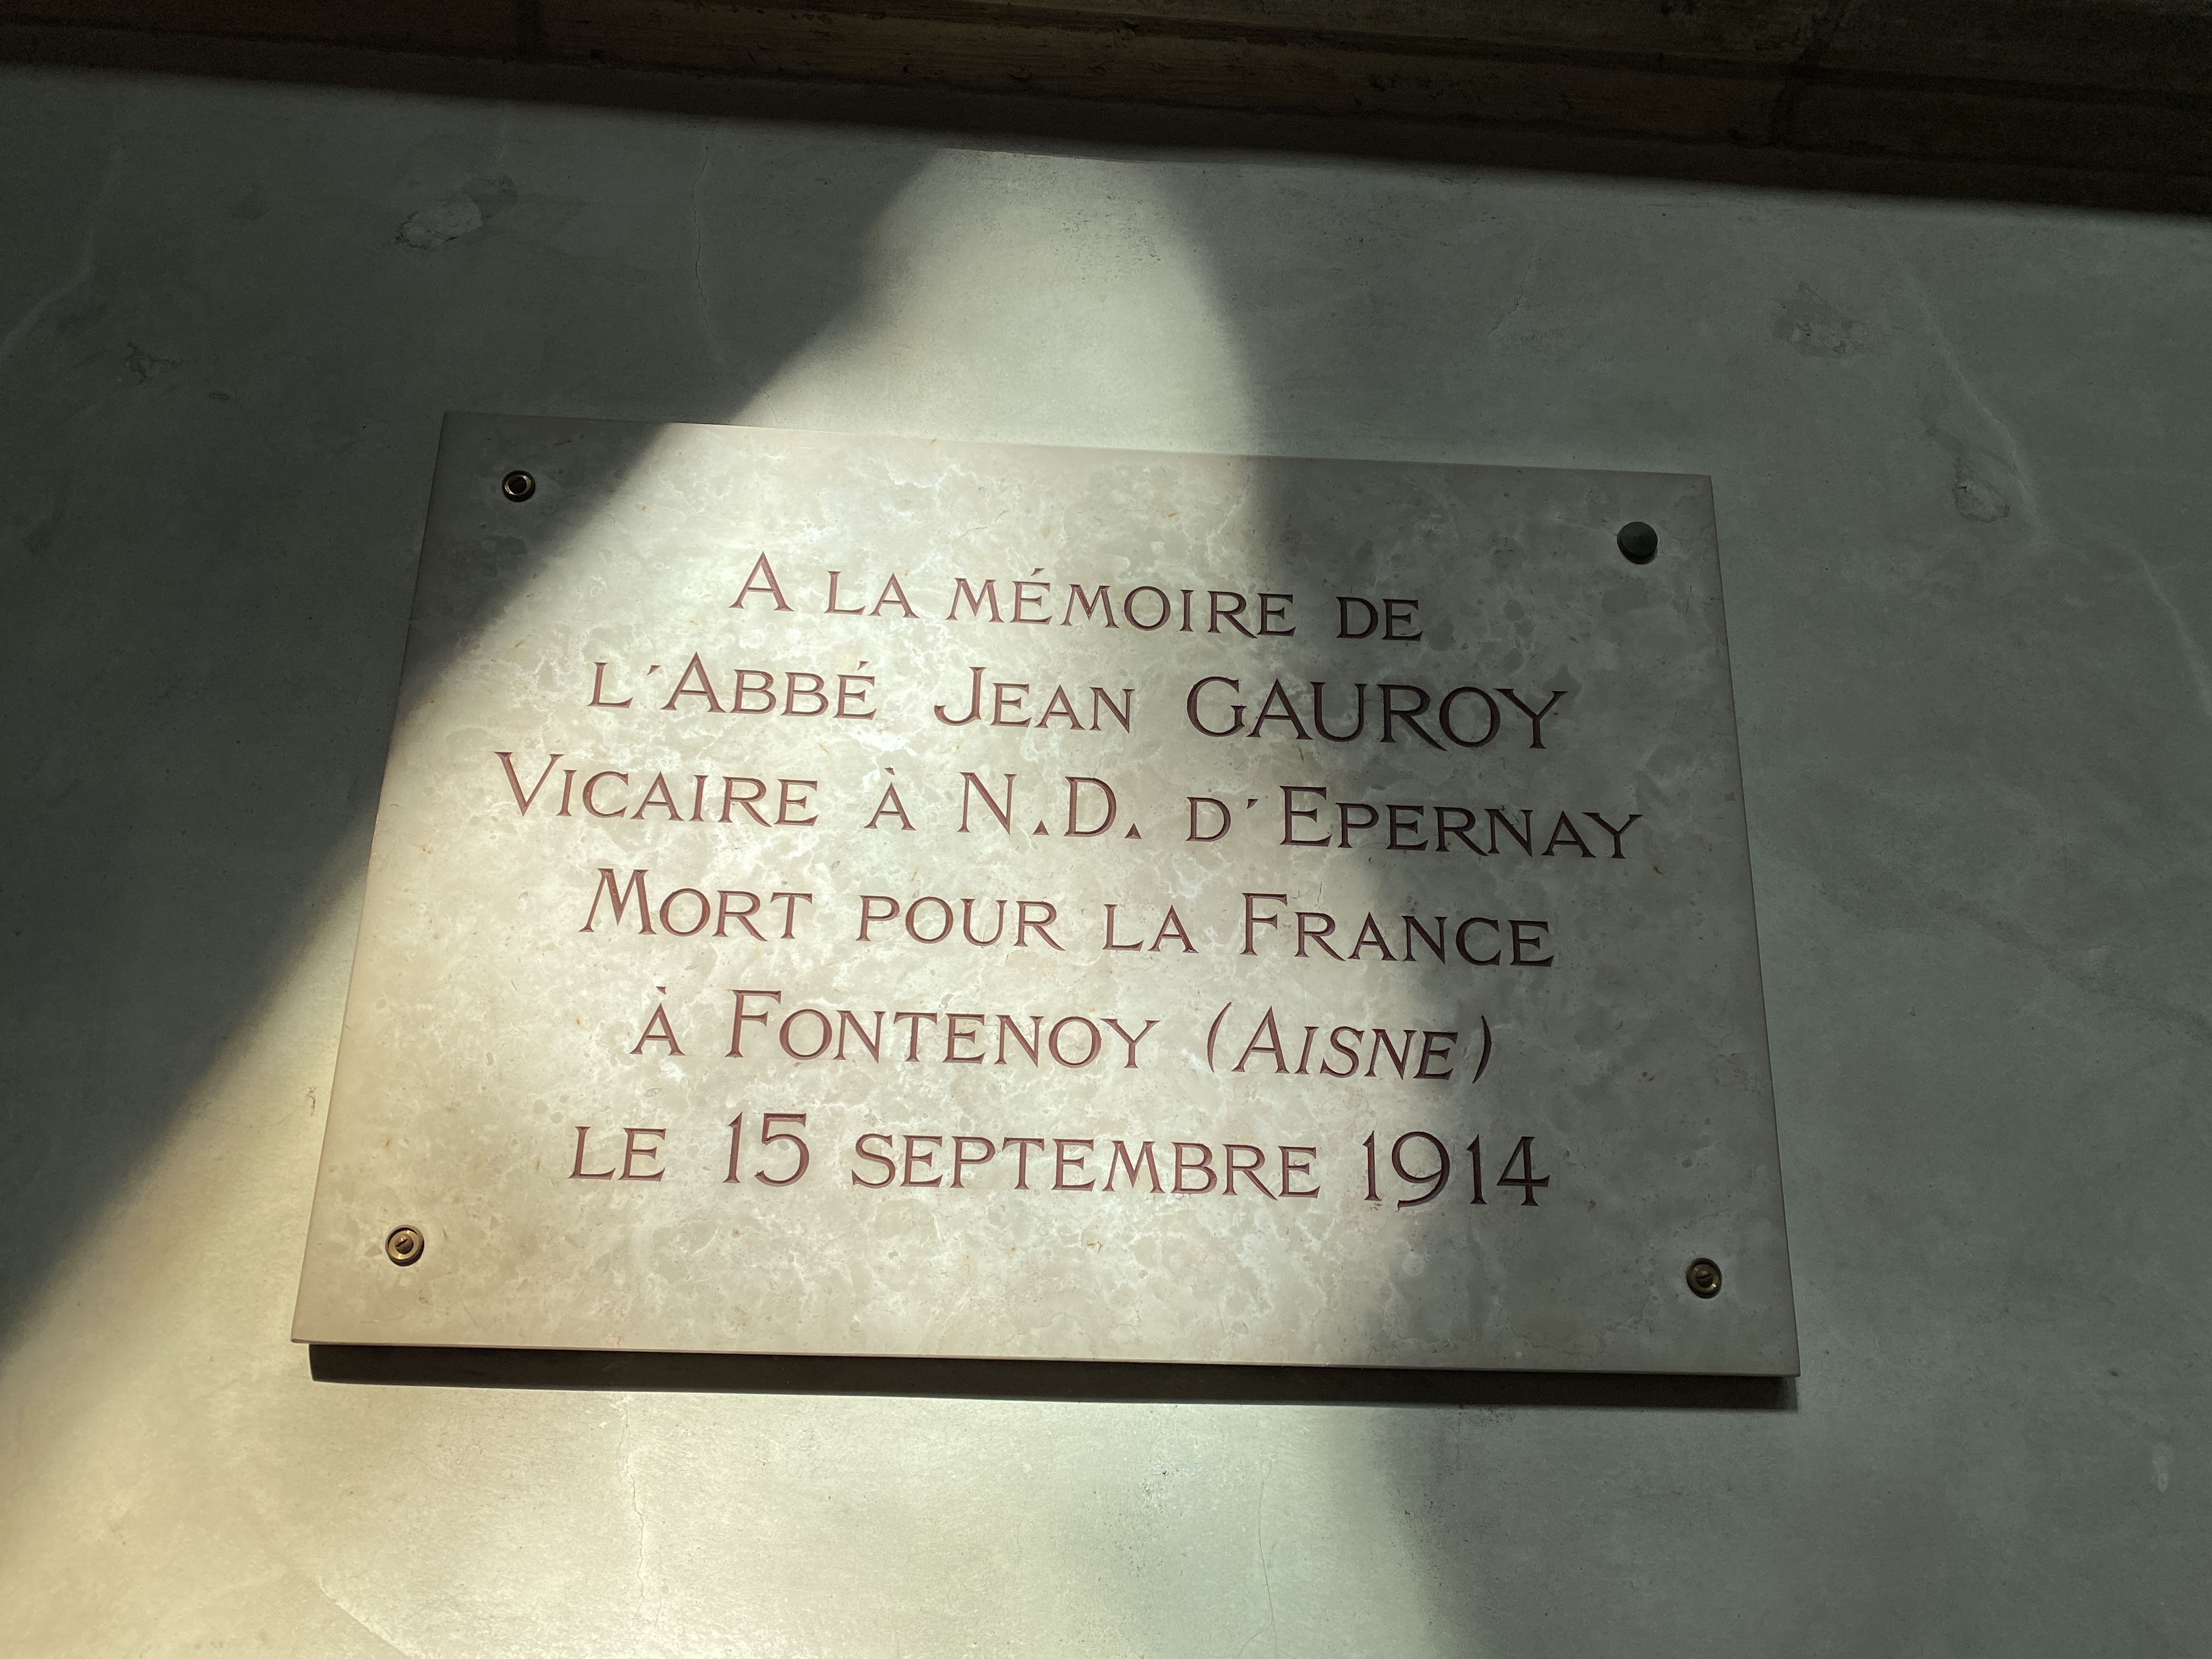 A LA MÉMOIRE DE
L'ABBÉ JEAN GAUROY
VICAIRE À N.D. D'EPERNAY
MORT POUR LA FRANCE
À FONTENOY (AISNE)
LE 15 SEPTEMBRE 1914